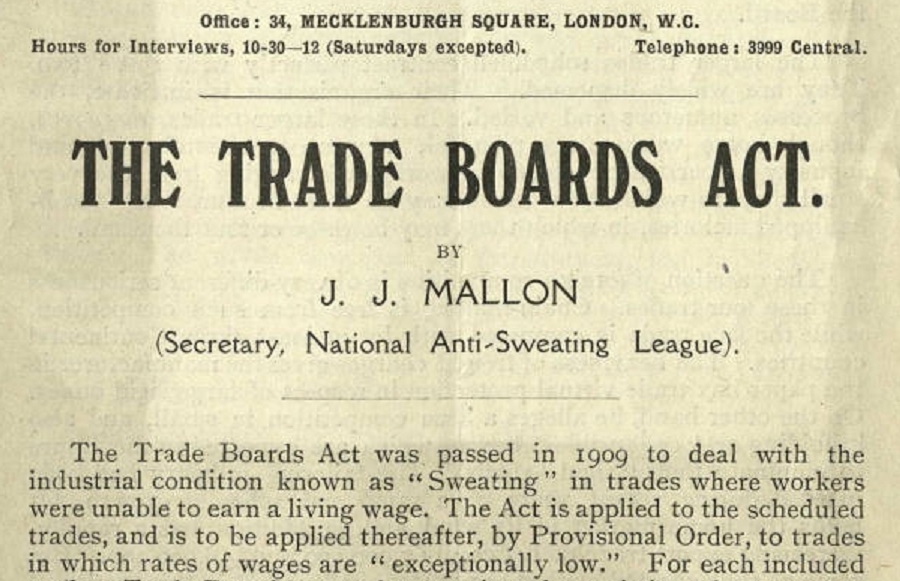 Office: 34, MECKLENBURGH SQUARE, LONDON, W.C.
Hours for Interviews, 10-30—12 (Saturdays excepted). Telephone: 3999 Central.
THE TRADE BOARDS ACT.
BY
J. J. MALLON
(Secretary, National Anti-Sweating League).
The Trade Boards Act was passed in 1909 to deal with the
industrial condition known as “Sweating” in trades where workers
were unable to earn a living wage. The Act is applied to the scheduled
trades, and is to be applied thereafter, by Provisional Order, to trades
in which rates of wages are “exceptionally low.” For each included